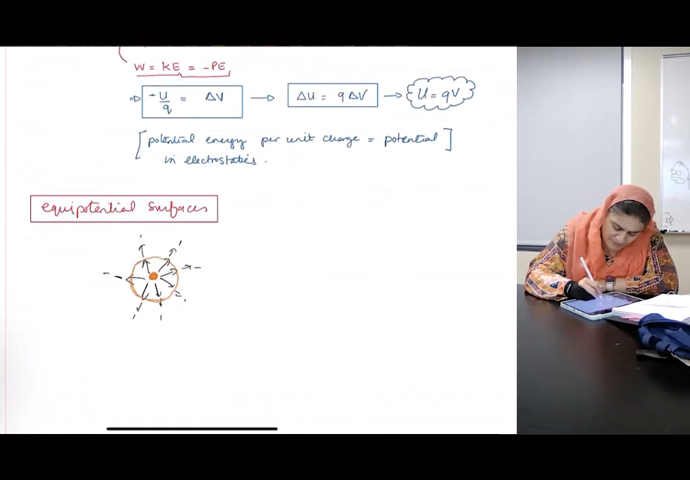 W = KE = -PE
-U/q = ΔV → ΔU = qΔV → U = qV
[potential energy per unit charge = potential]
in electrostatics.
equipotential surfaces